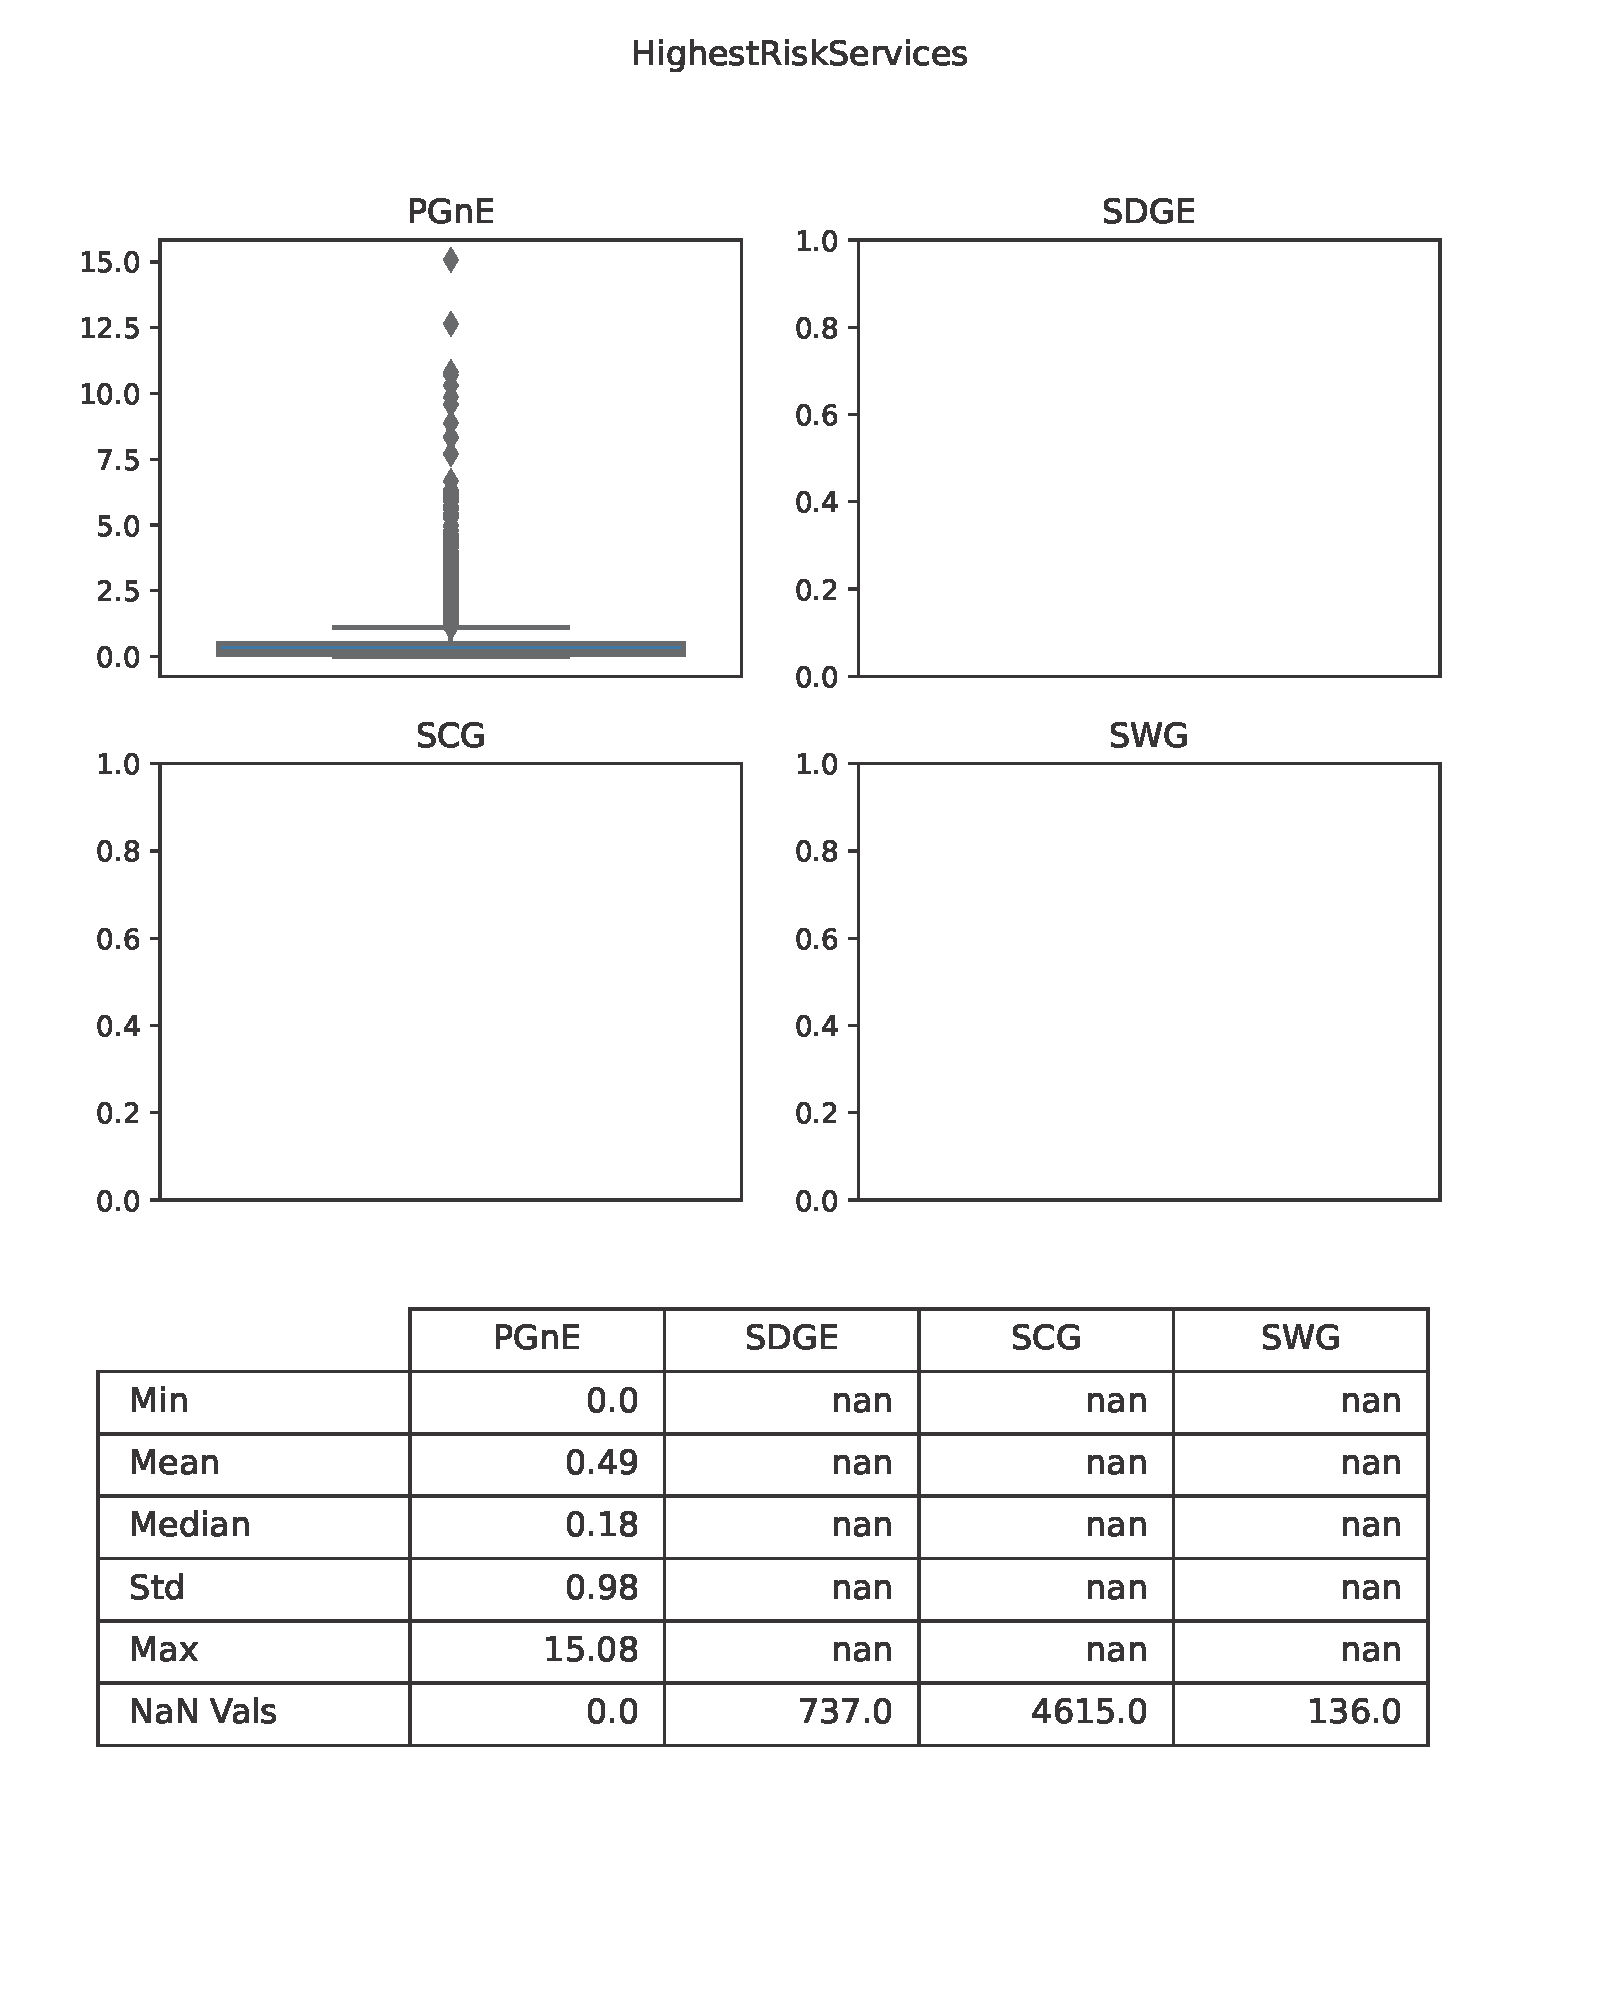 HighestRiskServices
PGnE
15.0
12.5
10.0
7.5
5.0
2.5
0.0
SDGE
1.0
0.8
0.6
0.4
0.2
0.0
SCG
1.0
0.8
0.6
0.4
0.2
0.0
SWG
1.0
0.8
0.6
0.4
0.2
0.0
PGnE SDGE SCG SWG
Min 0.0 nan nan nan
Mean 0.49 nan nan nan
Median 0.18 nan nan nan
Std 0.98 nan nan nan
Max 15.08 nan nan nan
NaN Vals 0.0 737.0 4615.0 136.0